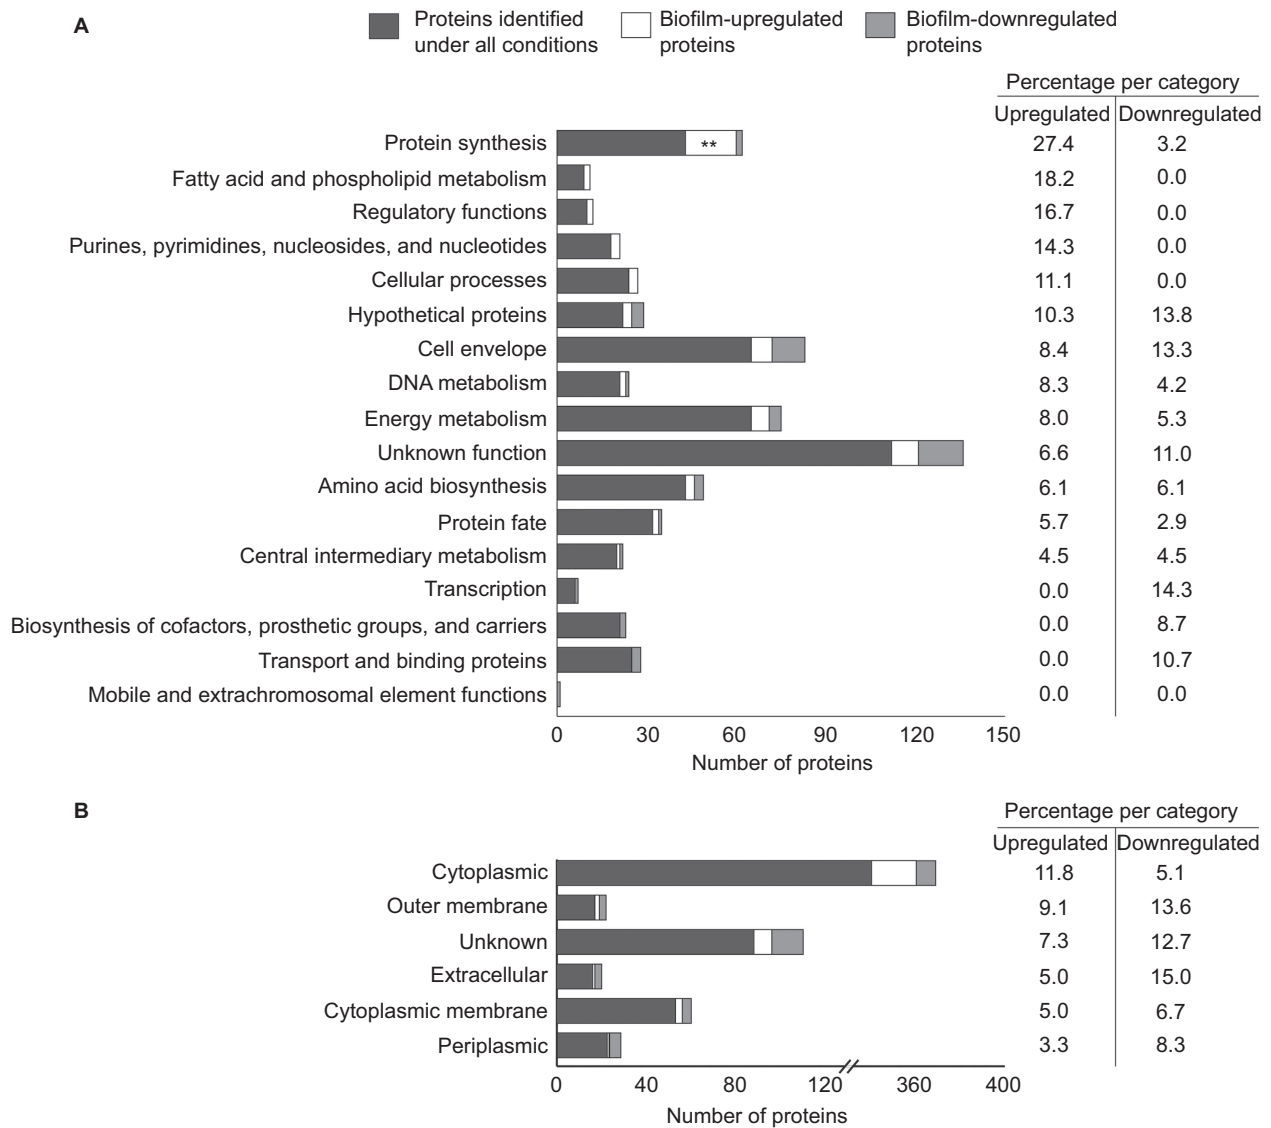 A
Proteins identified
under all conditions
Biofilm-upregulated
proteins
Biofilm-downregulated
proteins
Percentage per category
Upregulated Downregulated
Protein synthesis ** 27.4 3.2
Fatty acid and phospholipid metabolism 18.2 0.0
Regulatory functions 16.7 0.0
Purines, pyrimidines, nucleosides, and nucleotides 14.3 0.0
Cellular processes 11.1 0.0
Hypothetical proteins 10.3 13.8
Cell envelope 8.4 13.3
DNA metabolism 8.3 4.2
Energy metabolism 8.0 5.3
Unknown function 6.6 11.0
Amino acid biosynthesis 6.1 6.1
Protein fate 5.7 2.9
Central intermediary metabolism 4.5 4.5
Transcription 0.0 14.3
Biosynthesis of cofactors, prosthetic groups, and carriers 0.0 8.7
Transport and binding proteins 0.0 10.7
Mobile and extrachromosomal element functions 0.0 0.0
0 30 60 90 120 150
Number of proteins
B
Percentage per category
Upregulated Downregulated
Cytoplasmic 11.8 5.1
Outer membrane 9.1 13.6
Unknown 7.3 12.7
Extracellular 5.0 15.0
Cytoplasmic membrane 5.0 6.7
Periplasmic 3.3 8.3
0 40 80 120 360 400
Number of proteins